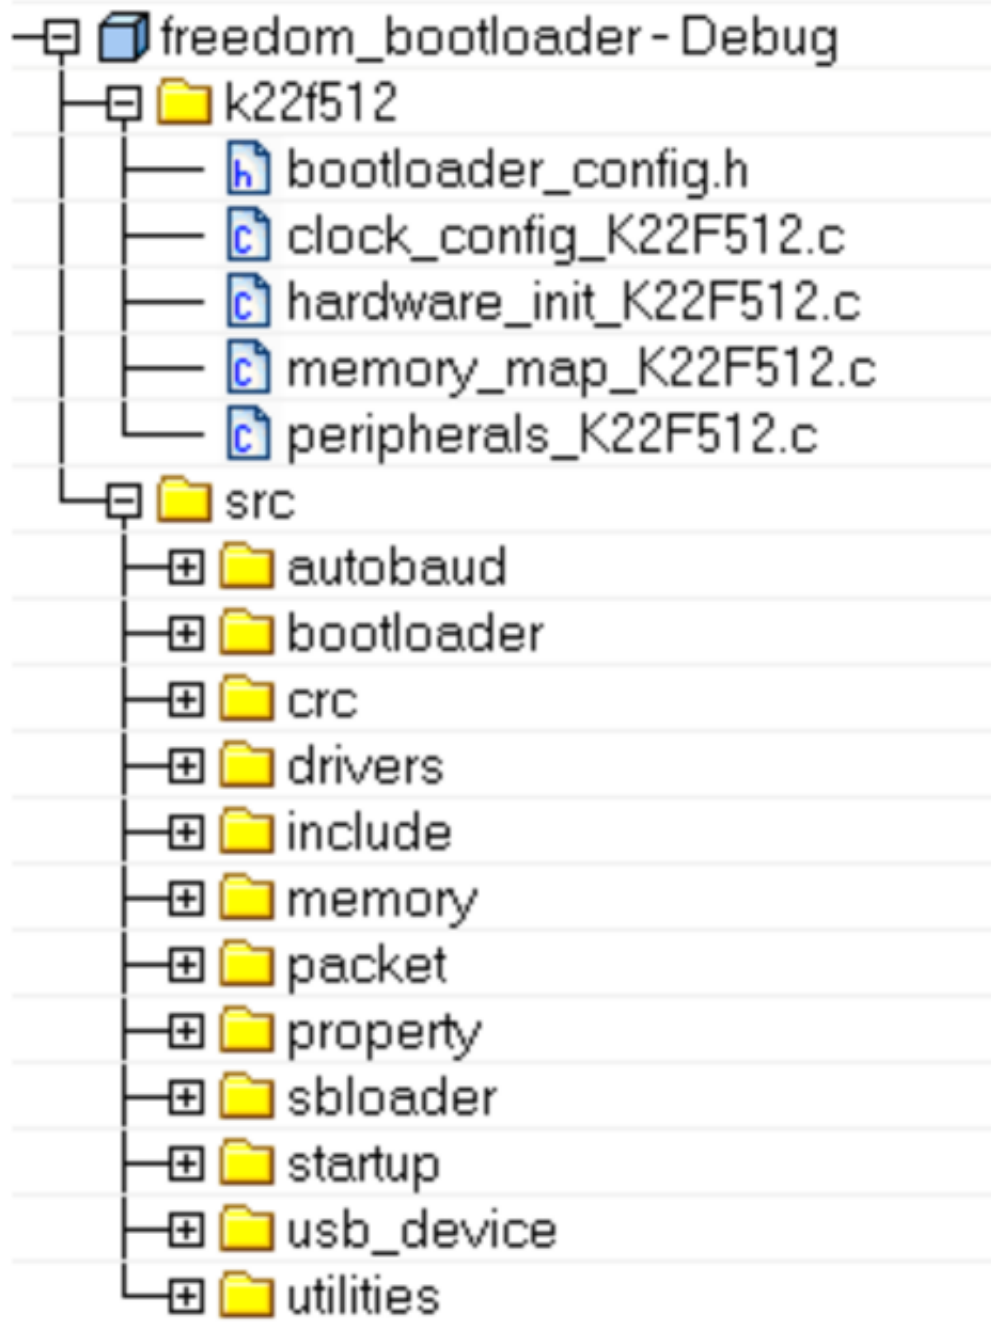 freedom_bootloader - Debug
k22f512
bootloader_config.h
clock_config_K22F512.c
hardware_init_K22F512.c
memory_map_K22F512.c
peripherals_K22F512.c
src
autobaud
bootloader
crc
drivers
include
memory
packet
property
sbloader
startup
usb_device
utilities